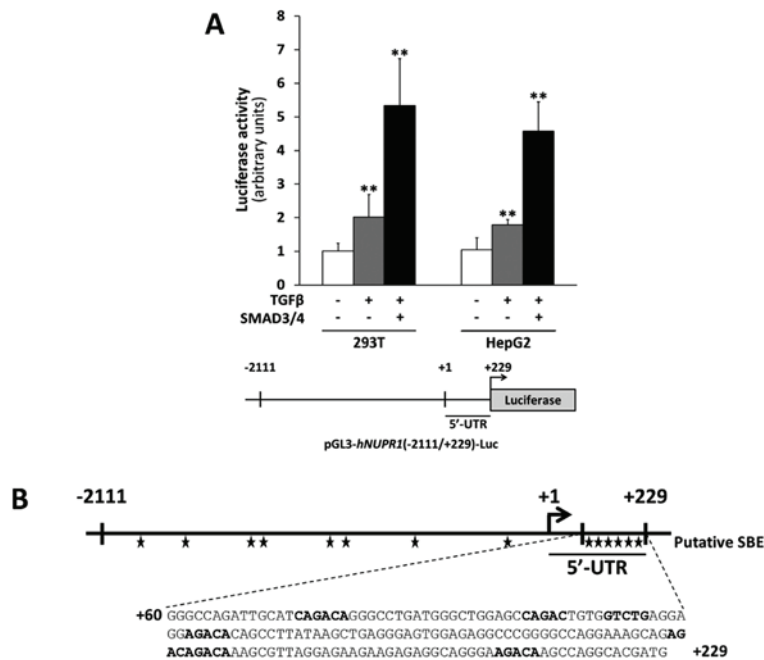 A
Luciferase activity
(arbitrary units)
8
7
6
5
4
3
2
1
0
**
**
**
**
TGFβ - + + - + +
SMAD3/4 - - + - - +
293T HepG2
-2111 +1 +229
Luciferase
5'-UTR
pGL3-hNUPR1(-2111/+229)-Luc
B
-2111 +1 +229
Putative SBE
5'-UTR
+60 GGGCCAGATTGCATCAGACAGGGCCTGATGGGCTGGAGCCAGACTGTGGTCTGAGGA
GGAGACACAGCCTTATAAGCTGAGGGAGTGGAGAGGCCCGGGGCCAGGAAAGCAGAG
ACAGACAAAGCGTTAGGAGAAGAAGAGAGGCAGGGAAGACAAGCCAGGCACGATG +229